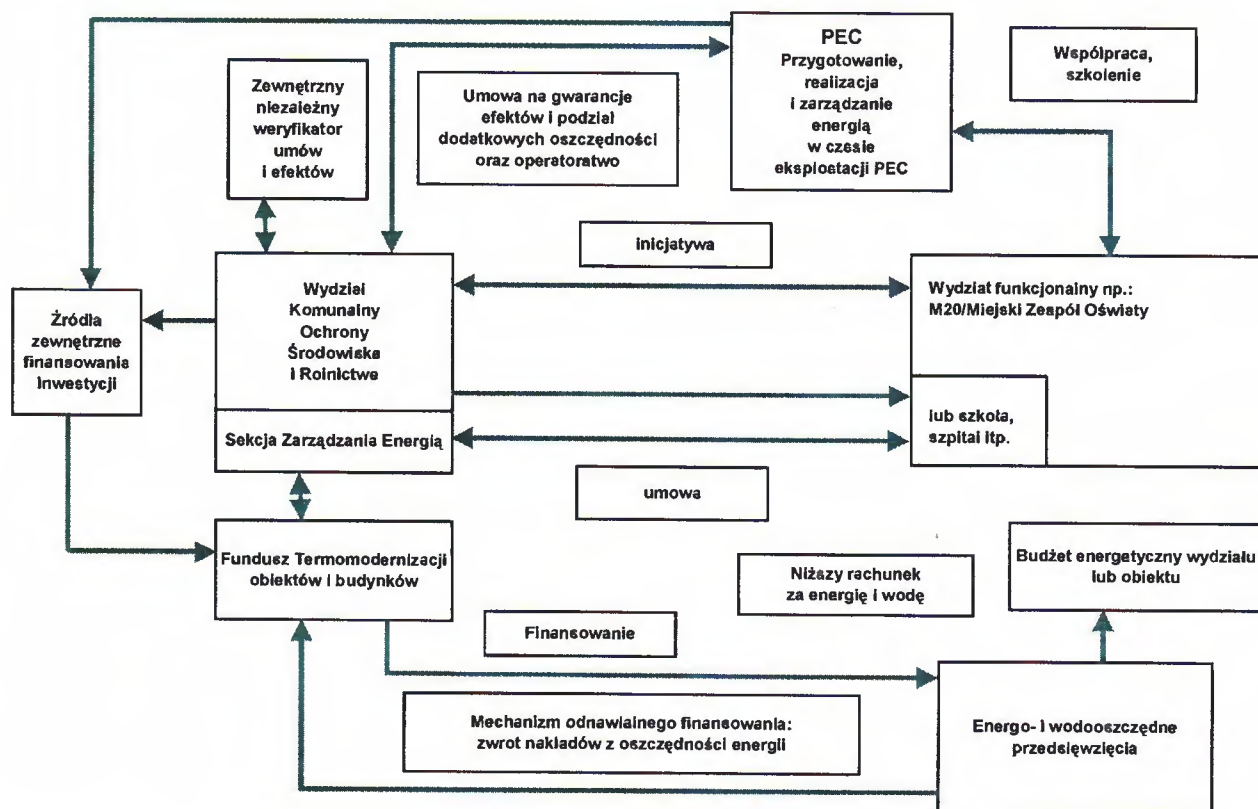 PEC
Przygotowanie,
realizacja
i zarządzanie
energią
w czasie
eksplostacji PEC
Współpraca,
szkolenie
Zewnętrzny
niezależny
weryfikator
umów
i efektów
Umowa na gwarancje
efektów i podział
dodatkowych oszczędności
oraz operatoratwo
inicjatywa
Wydział
Komunalny
Ochrony
Środowiska
i Rolnictwa
Sekcja Zarządzania Energią
Wydział funkcjonalny np.:
M20/Miejski Zespół Oświaty
lub szkoła,
szpital itp.
Źródła
zewnętrzne
finansowania
inwestycji
umowa
Fundusz Termomodernizacji
obiektów i budynków
Niższy rachunek
za energię i wodę
Budżet energetyczny wydziału
lub obiektu
Finansowanie
Mechanizm odnawialnego finansowania:
zwrot nakładów z oszczędności energii
Energo- i wodooszczędne
przedsięwzięcia